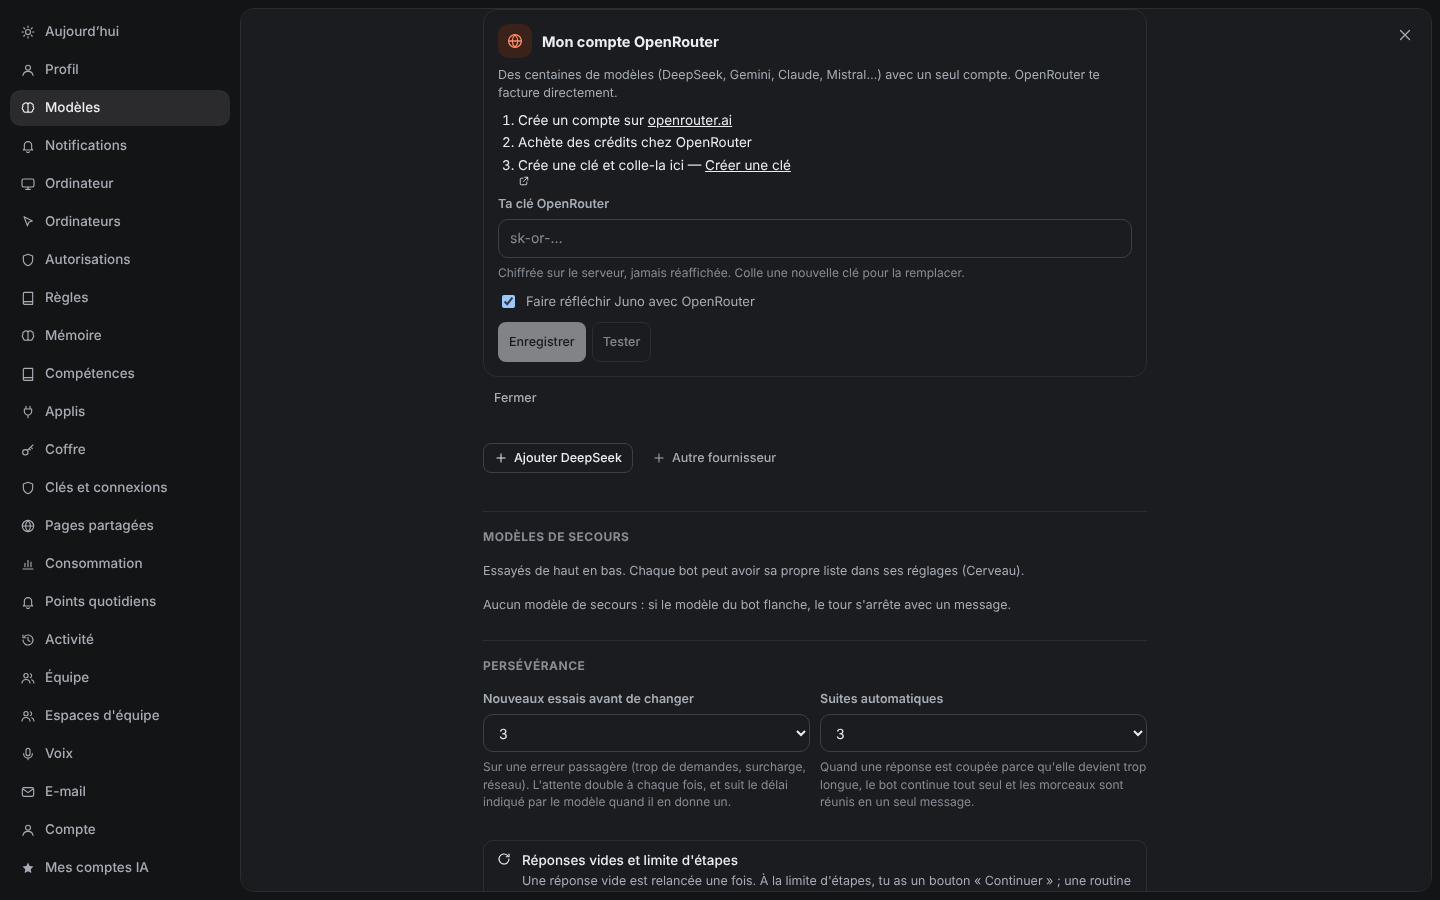 Aujourd'hui
Profil
Modèles
Notifications
Ordinateur
Ordinateurs
Autorisations
Règles
Mémoire
Compétences
Applis
Coffre
Clés et connexions
Pages partagées
Consommation
Points quotidiens
Activité
Équipe
Espaces d'équipe
Voix
E-mail
Compte
Mes comptes IA
Mon compte OpenRouter
Des centaines de modèles (DeepSeek, Gemini, Claude, Mistral…) avec un seul compte. OpenRouter te
facture directement.
1. Crée un compte sur openrouter.ai
2. Achète des crédits chez OpenRouter
3. Crée une clé et colle-la ici — Créer une clé
Ta clé OpenRouter
sk-or-...
Chiffrée sur le serveur, jamais réaffichée. Colle une nouvelle clé pour la remplacer.
Faire réfléchir Juno avec OpenRouter
Enregistrer
Tester
Fermer
Ajouter DeepSeek
Autre fournisseur
MODÈLES DE SECOURS
Essayés de haut en bas. Chaque bot peut avoir sa propre liste dans ses réglages (Cerveau).
Aucun modèle de secours : si le modèle du bot flanche, le tour s'arrête avec un message.
PERSÉVÉRANCE
Nouveaux essais avant de changer
3
Sur une erreur passagère (trop de demandes, surcharge,
réseau). L'attente double à chaque fois, et suit le délai
indiqué par le modèle quand il en donne un.
Suites automatiques
3
Quand une réponse est coupée parce qu'elle devient trop
longue, le bot continue tout seul et les morceaux sont
réunis en un seul message.
Réponses vides et limite d'étapes
Une réponse vide est relancée une fois. À la limite d'étapes, tu as un bouton « Continuer » ; une routine